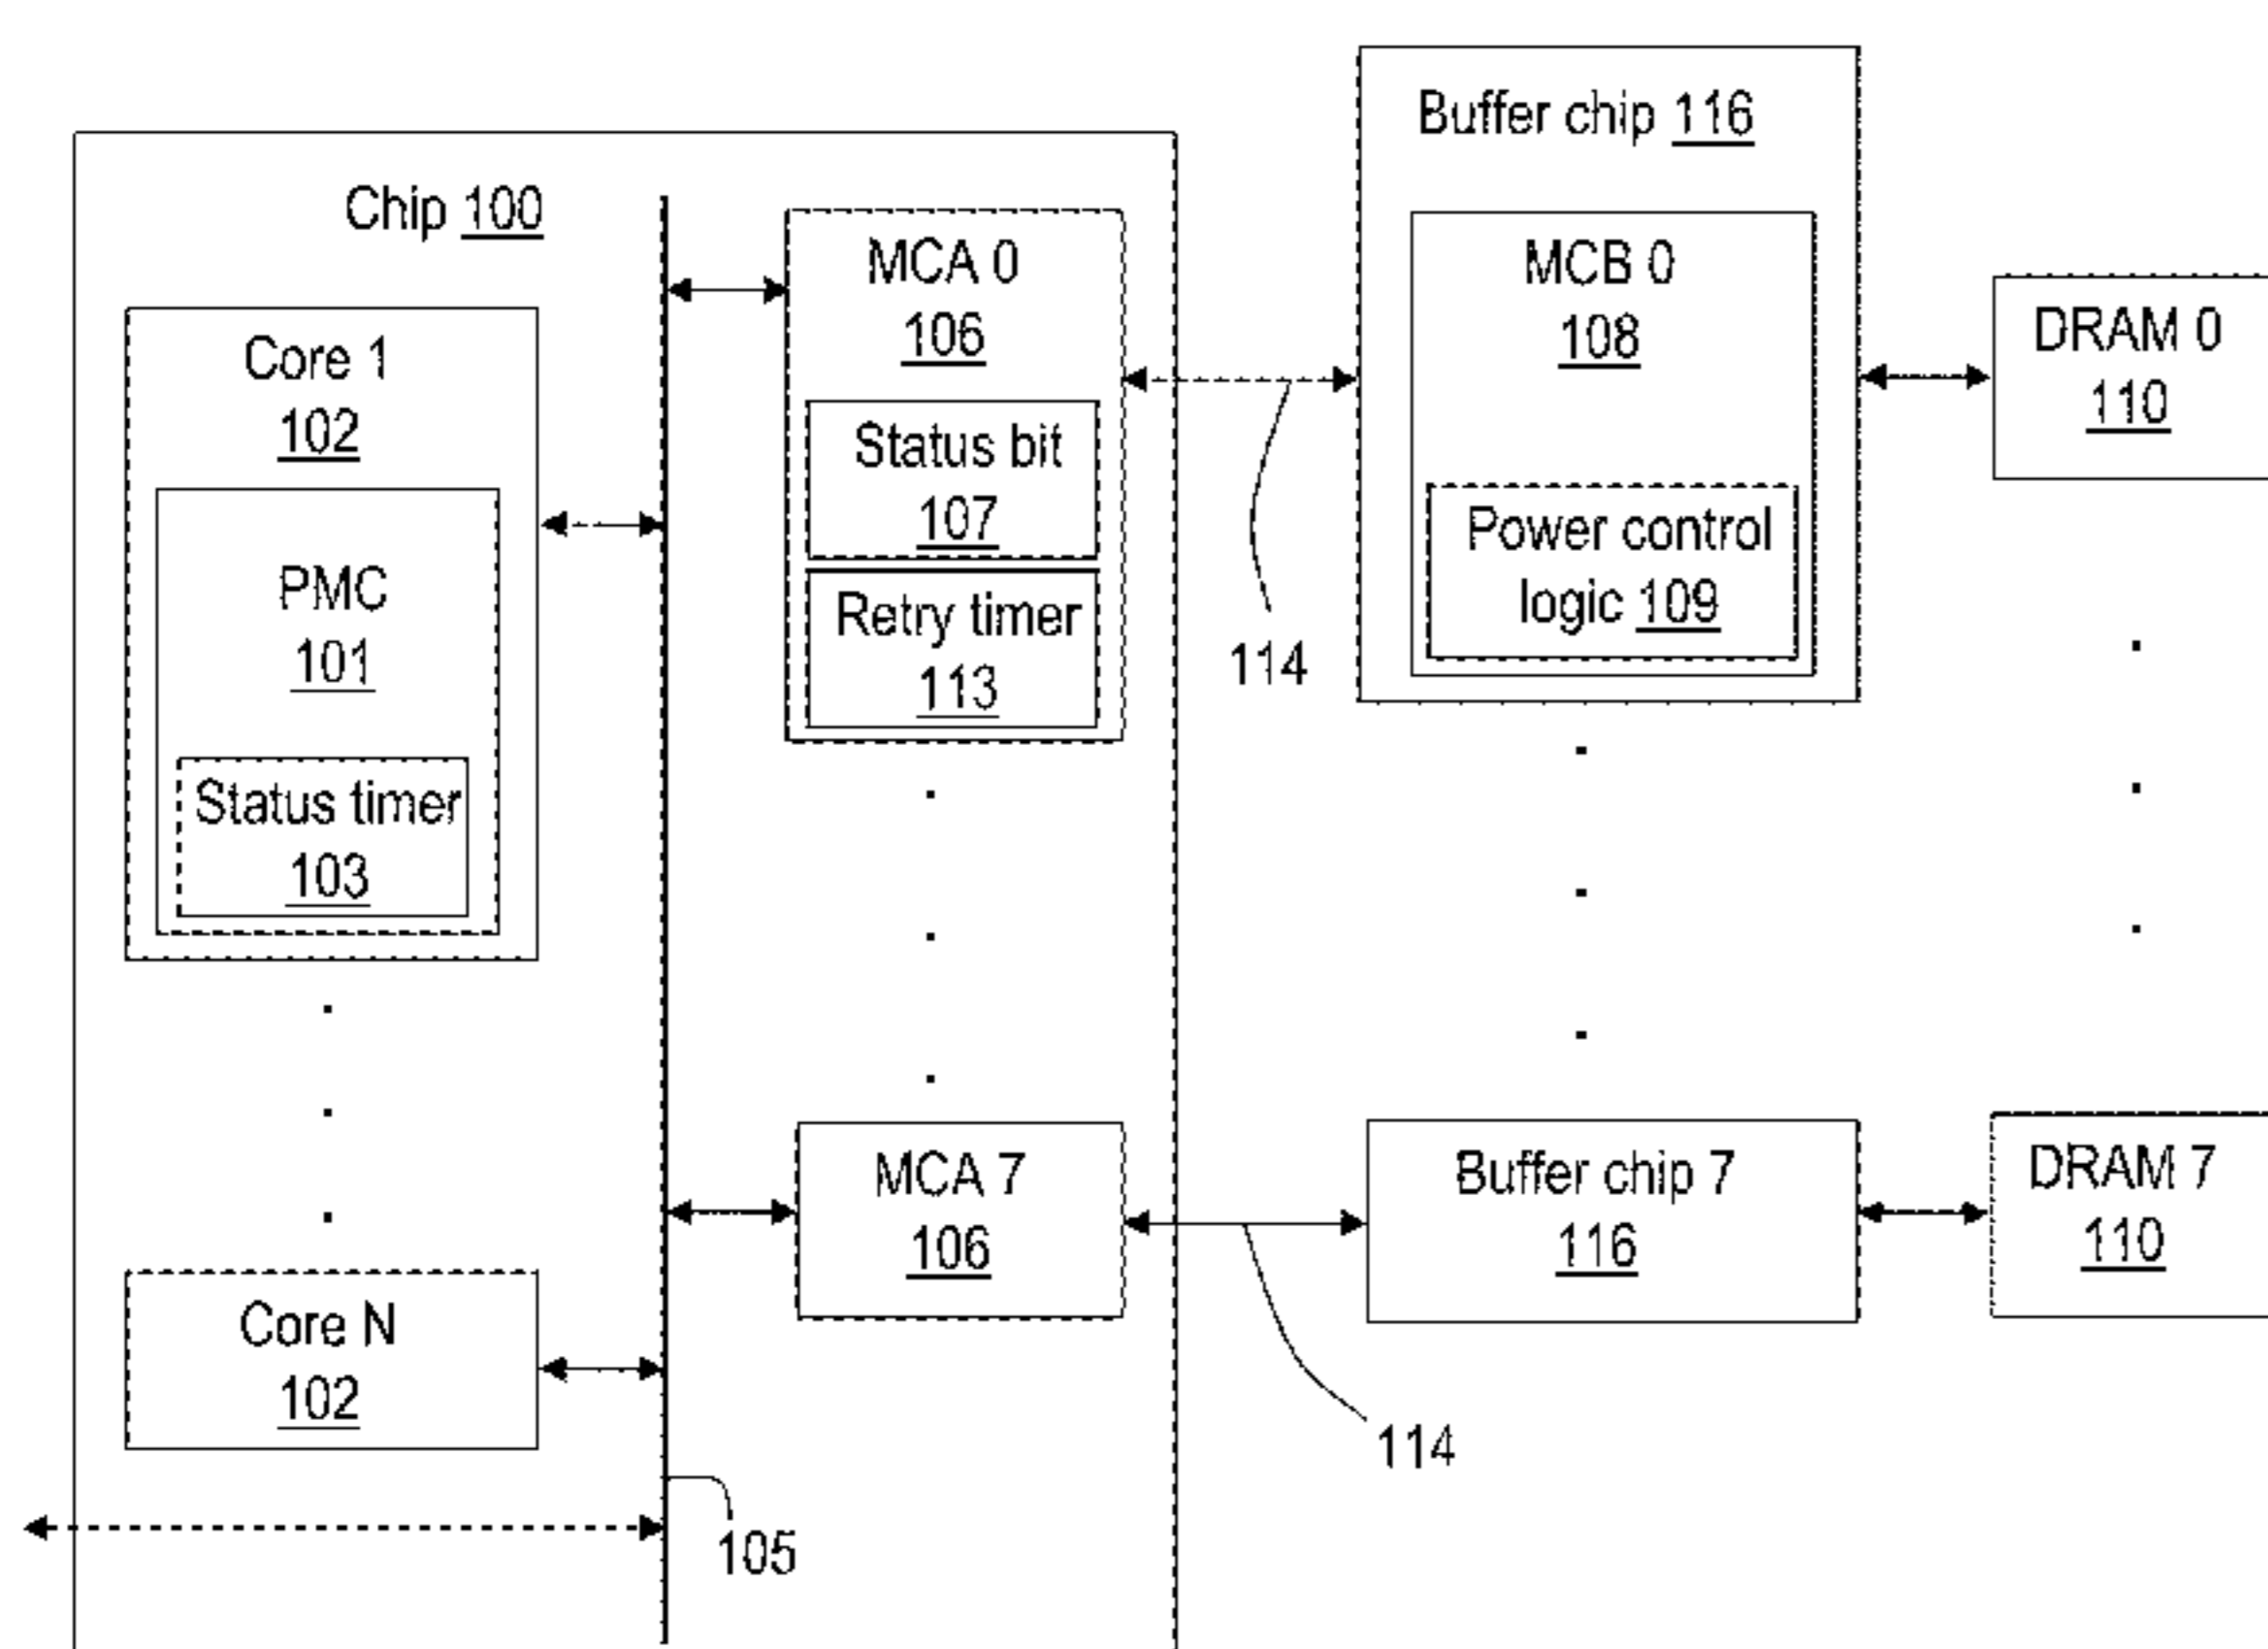 Chip 100
Core 1
102
PMC
101
Status timer
103
Core N
102
105
MCA 0
106
Status bit
107
Retry timer
113
MCA 7
106
114
114
Buffer chip 116
MCB 0
108
Power control
logic 109
Buffer chip 7
116
DRAM 0
110
DRAM 7
110